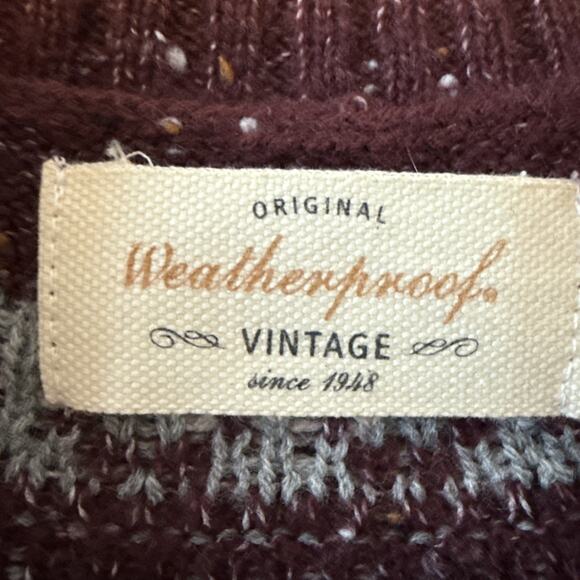 ORIGINAL
Weatherproof®
VINTAGE
since 1948